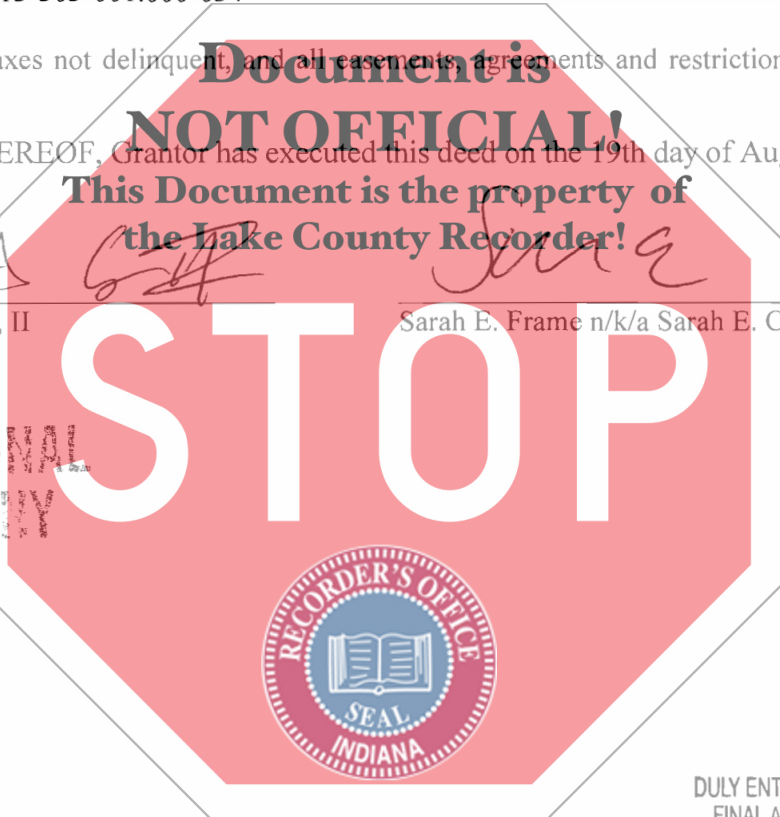 axes not delinquent, and all easements, agreements and restriction
Document is
NOT OFFICIAL!
EREOF, Grantor has executed this deed on the 19th day of Au
This Document is the property of
the Lake County Recorder!
, II
Sarah E. Frame n/k/a Sarah E. C
STOP
RECORDER'S OFFICE
SEAL
INDIANA
DULY ENT
FINAL A